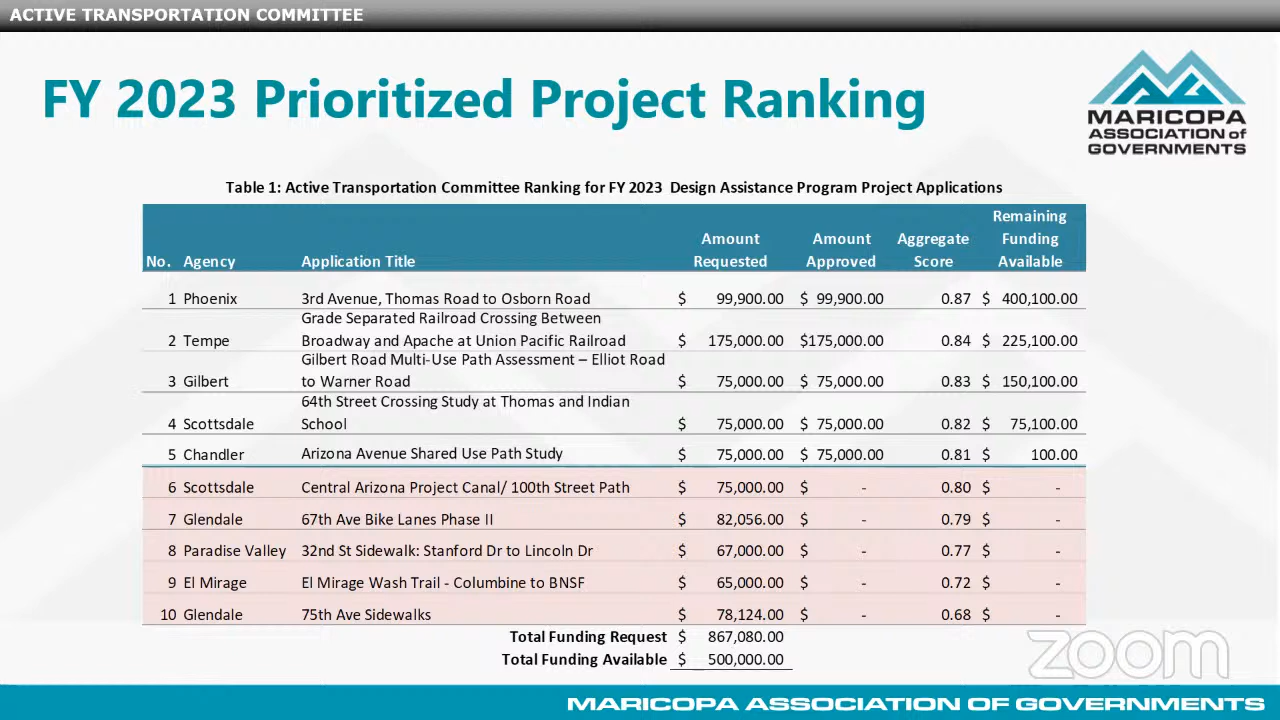 ACTIVE TRANSPORTATION COMMITTEE
FY 2023 Prioritized Project Ranking
MARICOPA
ASSOCIATION of
GOVERNMENTS
Table 1: Active Transportation Committee Ranking for FY 2023 Design Assistance Program Project Applications
No. Agency Application Title Amount Requested Amount Approved Aggregate Score Remaining Funding Available
1 Phoenix 3rd Avenue, Thomas Road to Osborn Road $ 99,900.00 $ 99,900.00 0.87 $ 400,100.00
Grade Separated Railroad Crossing Between
2 Tempe Broadway and Apache at Union Pacific Railroad $ 175,000.00 $175,000.00 0.84 $ 225,100.00
Gilbert Road Multi-Use Path Assessment – Elliot Road
3 Gilbert to Warner Road $ 75,000.00 $ 75,000.00 0.83 $ 150,100.00
64th Street Crossing Study at Thomas and Indian
4 Scottsdale School $ 75,000.00 $ 75,000.00 0.82 $ 75,100.00
5 Chandler Arizona Avenue Shared Use Path Study $ 75,000.00 $ 75,000.00 0.81 $ 100.00
6 Scottsdale Central Arizona Project Canal/ 100th Street Path $ 75,000.00 $ - 0.80 $ -
7 Glendale 67th Ave Bike Lanes Phase II $ 82,056.00 $ - 0.79 $ -
8 Paradise Valley 32nd St Sidewalk: Stanford Dr to Lincoln Dr $ 67,000.00 $ - 0.77 $ -
9 El Mirage El Mirage Wash Trail - Columbine to BNSF $ 65,000.00 $ - 0.72 $ -
10 Glendale 75th Ave Sidewalks $ 78,124.00 $ - 0.68 $ -
Total Funding Request $ 867,080.00
Total Funding Available $ 500,000.00
zoom
MARICOPA ASSOCIATION of GOVERNMENTS